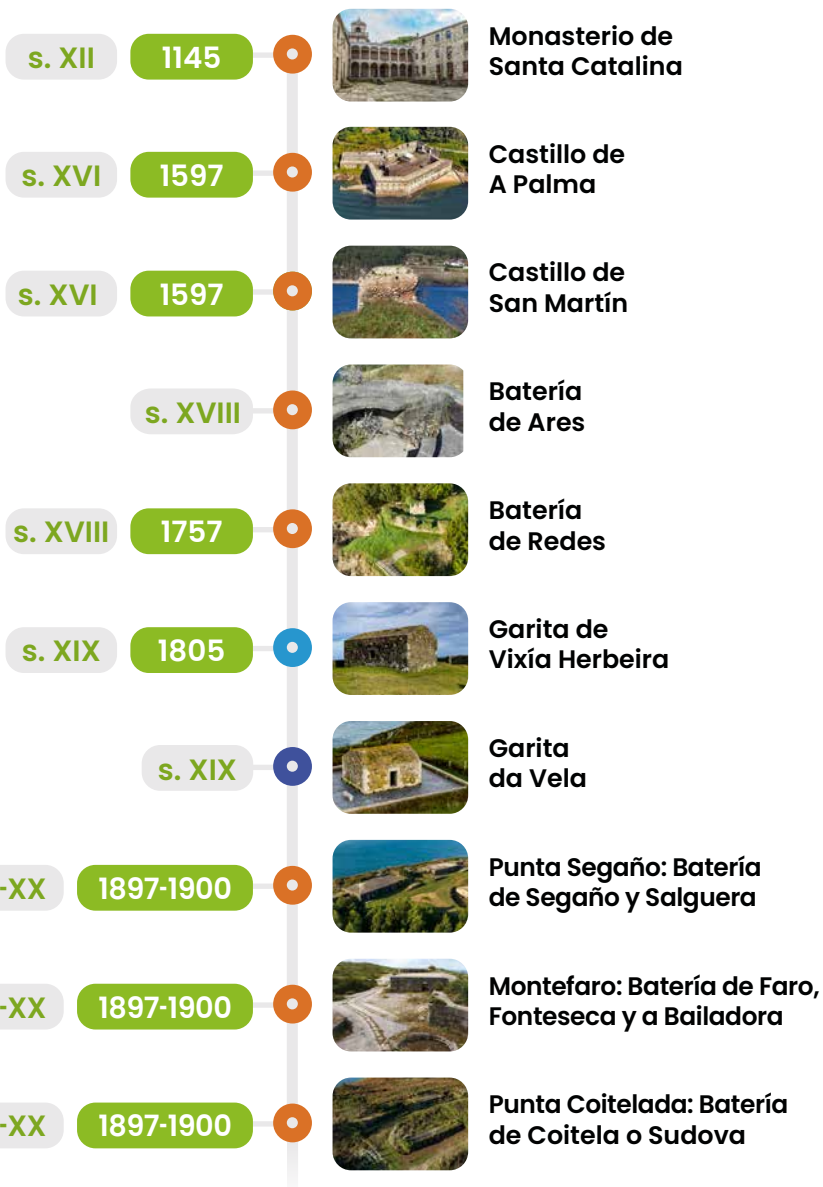 s. XII 1145 Monasterio de
Santa Catalina
s. XVI 1597 Castillo de
A Palma
s. XVI 1597 Castillo de
San Martín
s. XVIII Batería
de Ares
s. XVIII 1757 Batería
de Redes
s. XIX 1805 Garita de
Vixía Herbeira
s. XIX Garita
da Vela
-XX 1897-1900 Punta Segaño: Batería
de Segaño y Salguera
-XX 1897-1900 Montefaro: Batería de Faro,
Fonteseca y a Bailadora
-XX 1897-1900 Punta Coitelada: Batería
de Coitela o Sudova